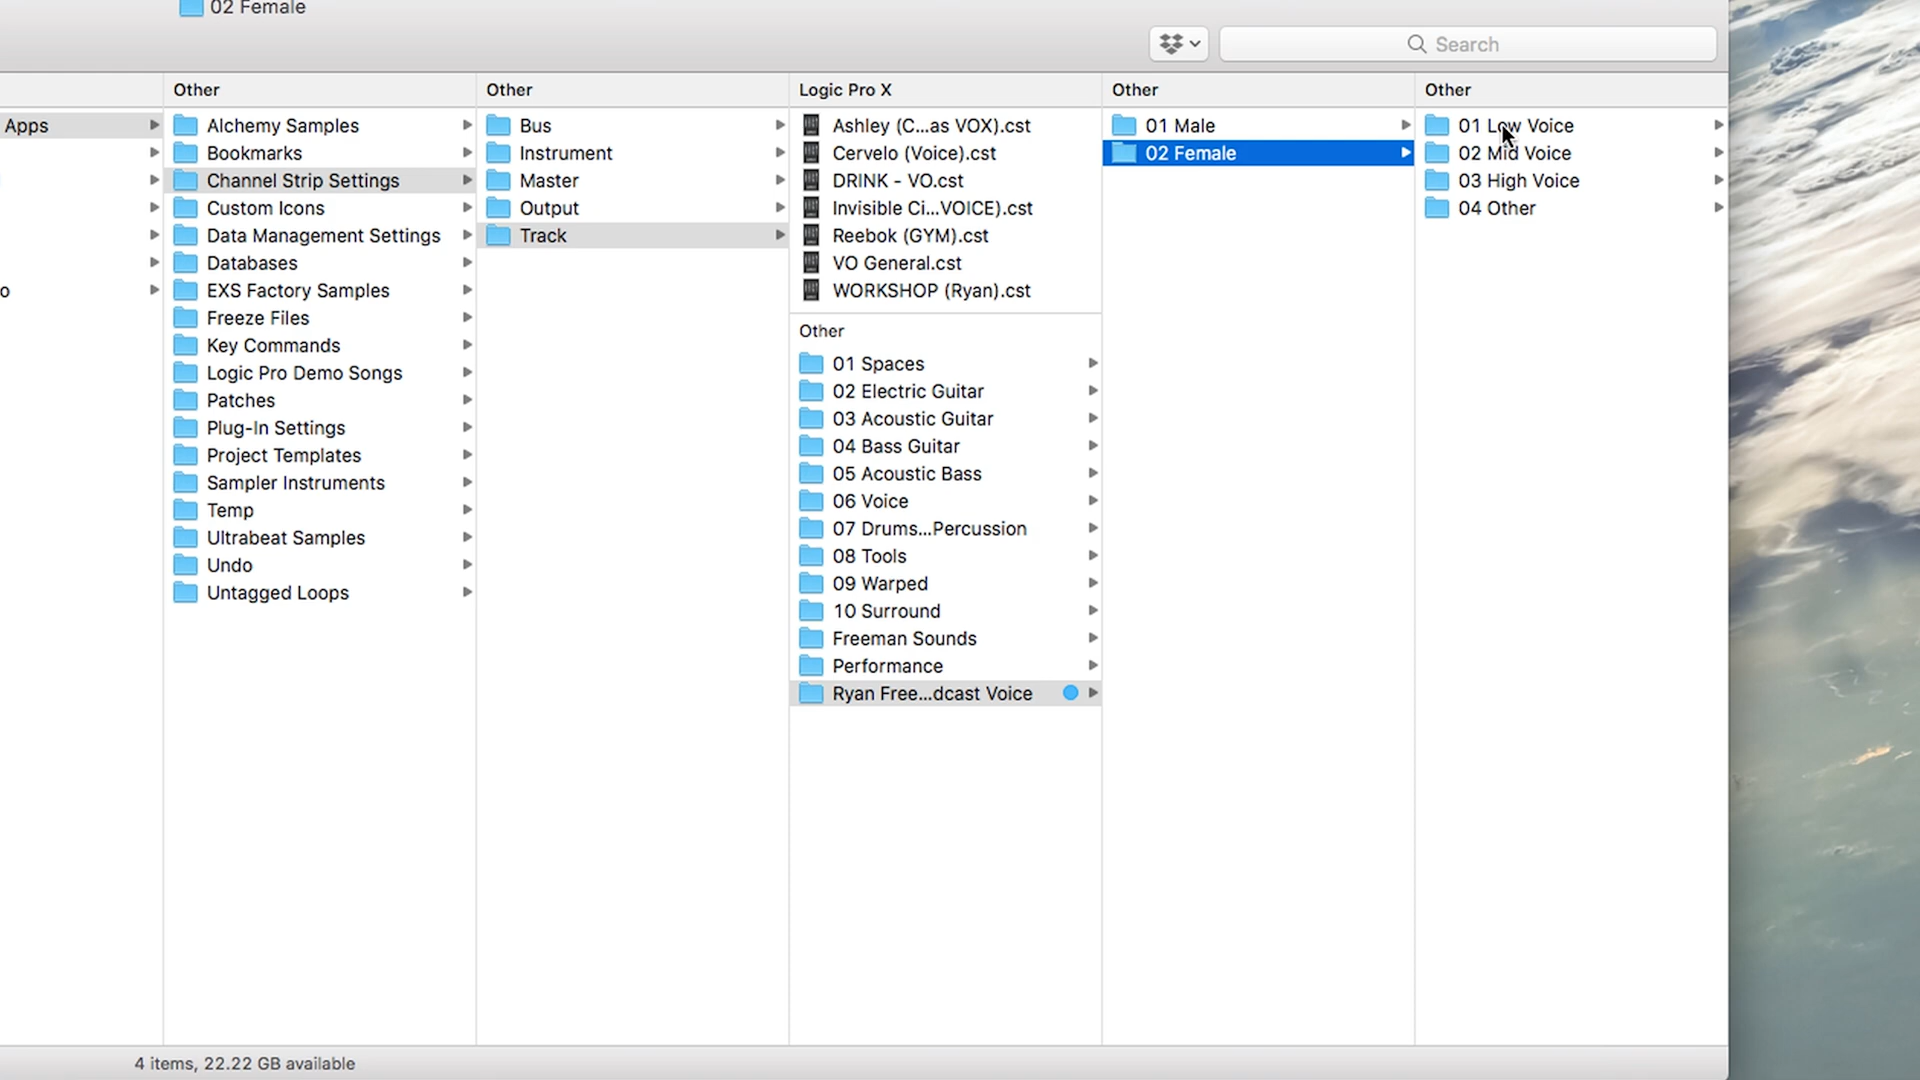 02 Female
Search
Other
Other
Logic Pro X
Other
Other
Apps
o
Alchemy Samples
Bookmarks
Channel Strip Settings
Custom Icons
Data Management Settings
Databases
EXS Factory Samples
Freeze Files
Key Commands
Logic Pro Demo Songs
Patches
Plug-In Settings
Project Templates
Sampler Instruments
Temp
Ultrabeat Samples
Undo
Untagged Loops
Bus
Instrument
Master
Output
Track
Ashley (C...as VOX).cst
Cervelo (Voice).cst
DRINK - VO.cst
Invisible Ci...VOICE).cst
Reebok (GYM).cst
VO General.cst
WORKSHOP (Ryan).cst
Other
01 Spaces
02 Electric Guitar
03 Acoustic Guitar
04 Bass Guitar
05 Acoustic Bass
06 Voice
07 Drums...Percussion
08 Tools
09 Warped
10 Surround
Freeman Sounds
Performance
Ryan Free...dcast Voice
01 Male
02 Female
01 Low Voice
02 Mid Voice
03 High Voice
04 Other
4 items, 22.22 GB available